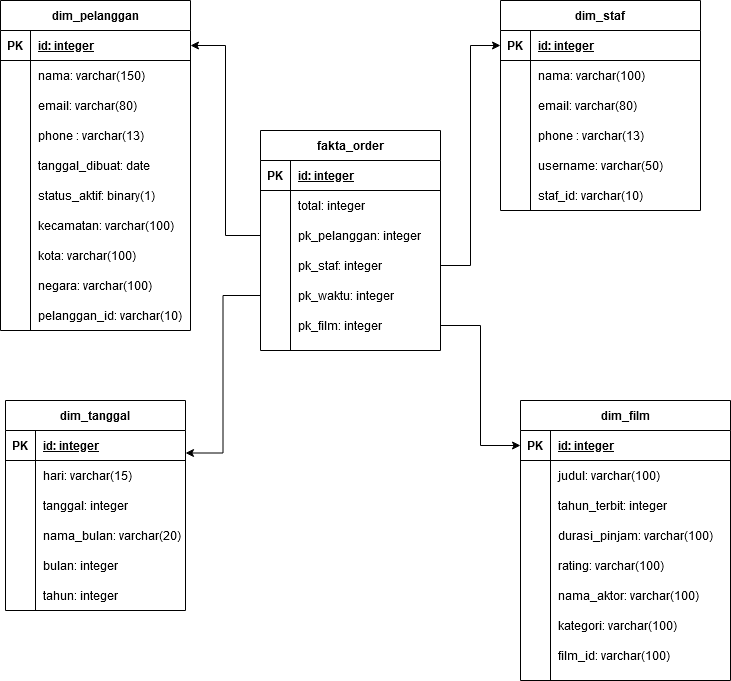 dim_pelanggan
PK id: integer
nama: varchar(150)
email: varchar(80)
phone : varchar(13)
tanggal_dibuat: date
status_aktif: binary(1)
kecamatan: varchar(100)
kota: varchar(100)
negara: varchar(100)
pelanggan_id: varchar(10)
dim_staf
PK id: integer
nama: varchar(100)
email: varchar(80)
phone : varchar(13)
username: varchar(50)
staf_id: varchar(10)
fakta_order
PK id: integer
total: integer
pk_pelanggan: integer
pk_staf: integer
pk_waktu: integer
pk_film: integer
dim_tanggal
PK id: integer
hari: varchar(15)
tanggal: integer
nama_bulan: varchar(20)
bulan: integer
tahun: integer
dim_film
PK id: integer
judul: varchar(100)
tahun_terbit: integer
durasi_pinjam: varchar(100)
rating: varchar(100)
nama_aktor: varchar(100)
kategori: varchar(100)
film_id: varchar(100)